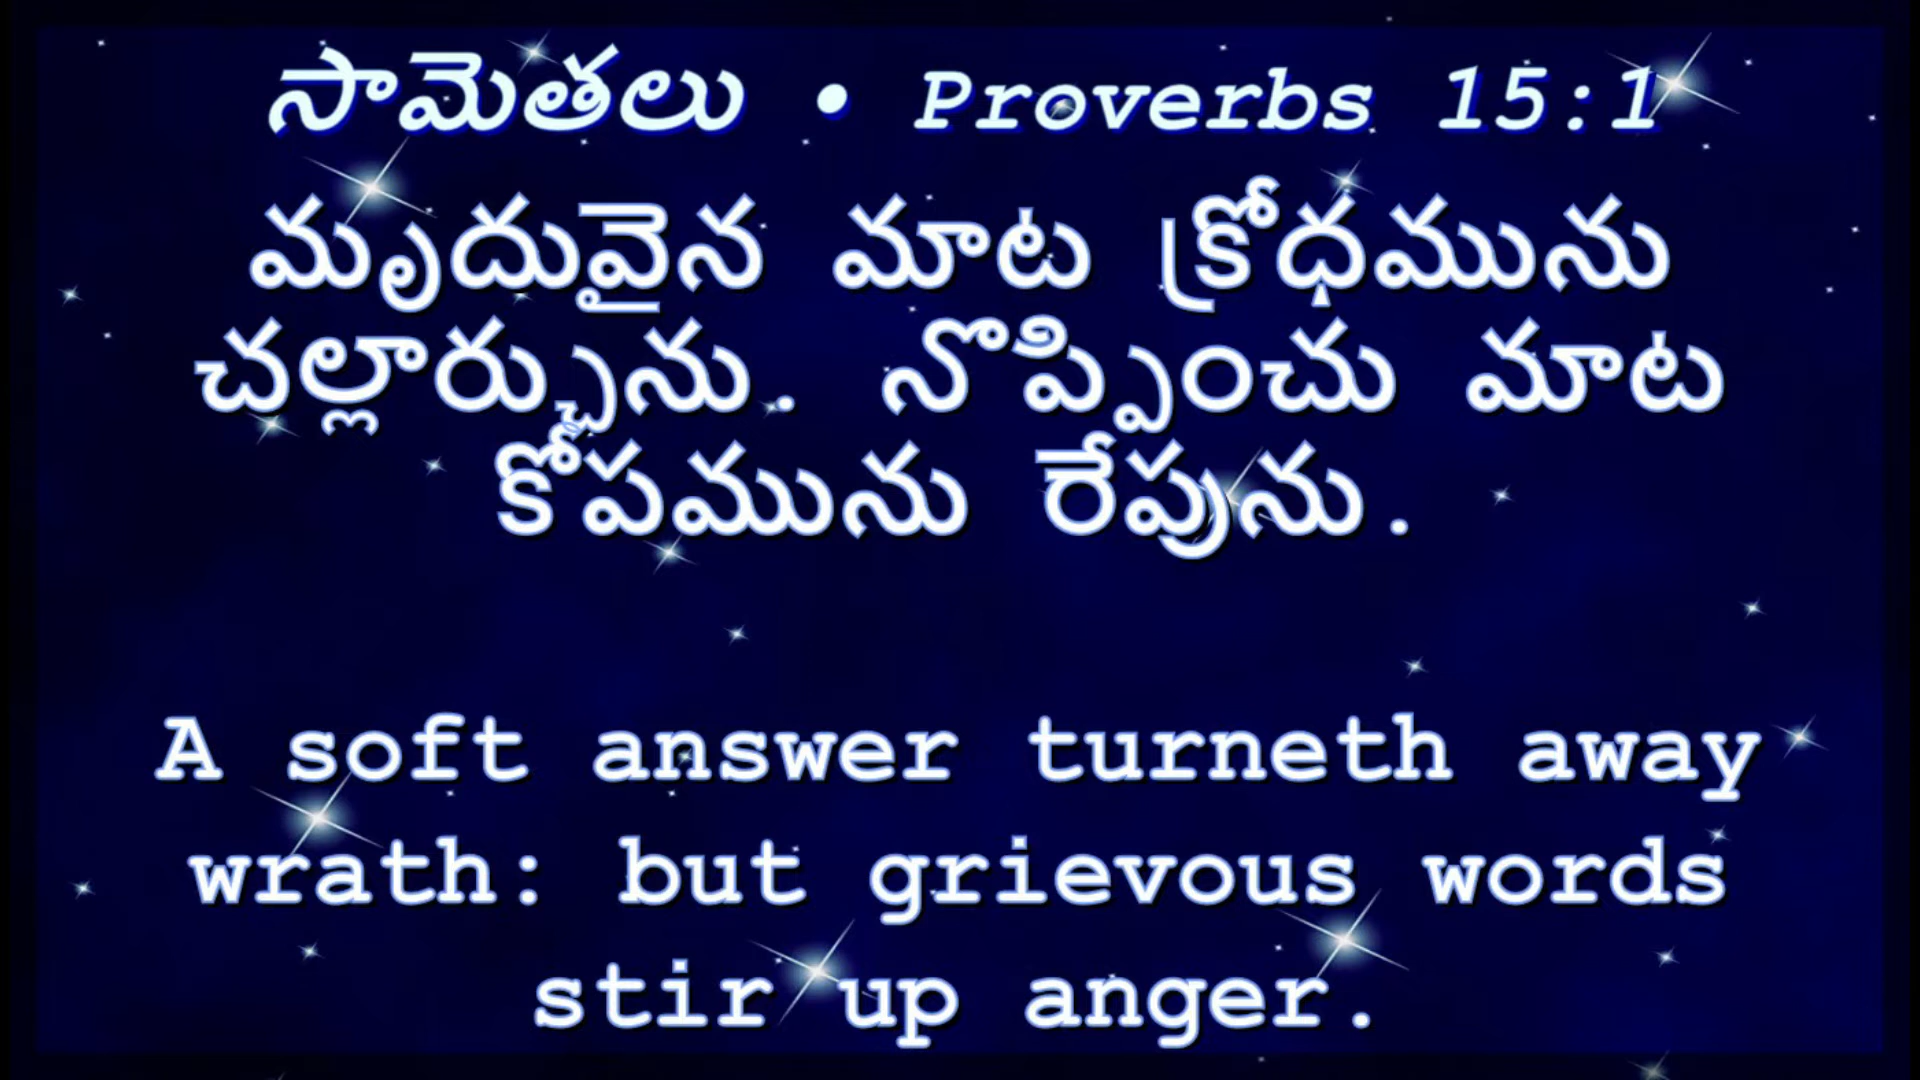 సామెతలు • Proverbs 15:1
మృదువైన మాట క్రోధమును
చల్లార్చును. నొప్పించు మాట
కోపమును రేపును.
A soft answer turneth away
wrath: but grievous words
stir up anger.